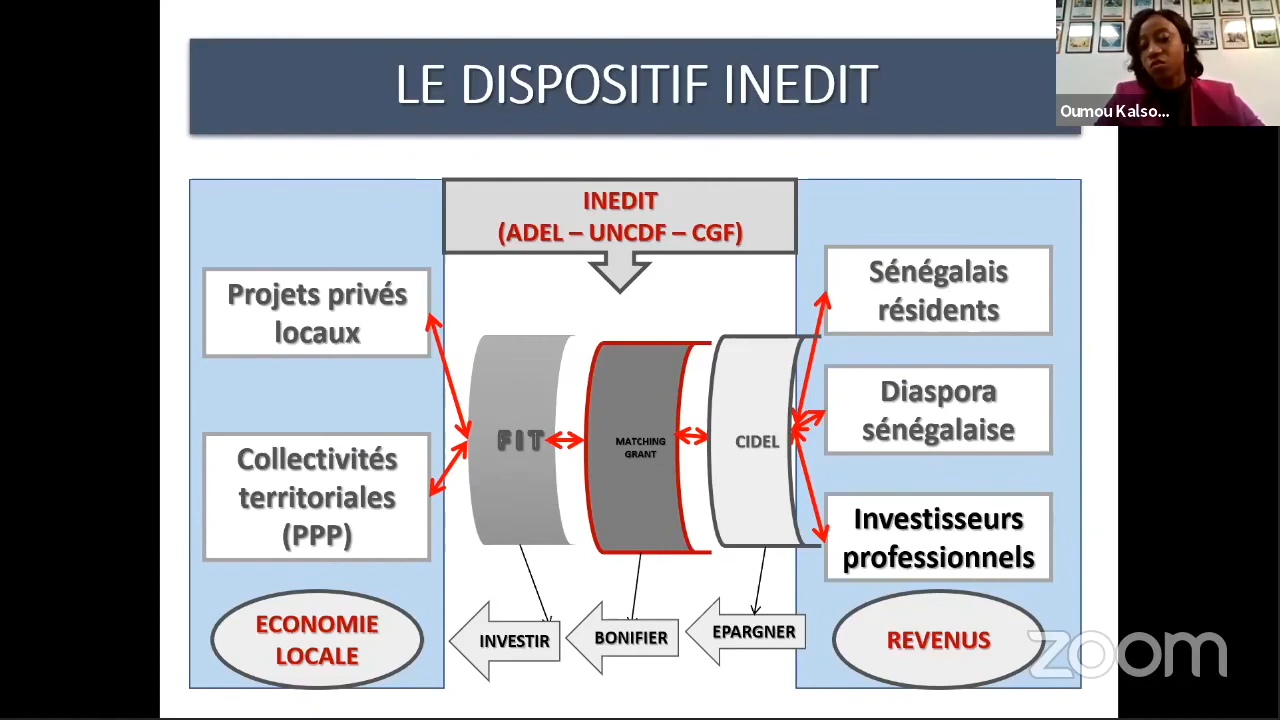 LE DISPOSITIF INEDIT
Oumou Kalso...
INEDIT
(ADEL – UNCDF – CGF)
Projets privés
locaux
Collectivités
territoriales
(PPP)
ECONOMIE
LOCALE
FIT
MATCHING
GRANT
CIDEL
INVESTIR
BONIFIER
EPARGNER
Sénégalais
résidents
Diaspora
sénégalaise
Investisseurs
professionnels
REVENUS
zoom